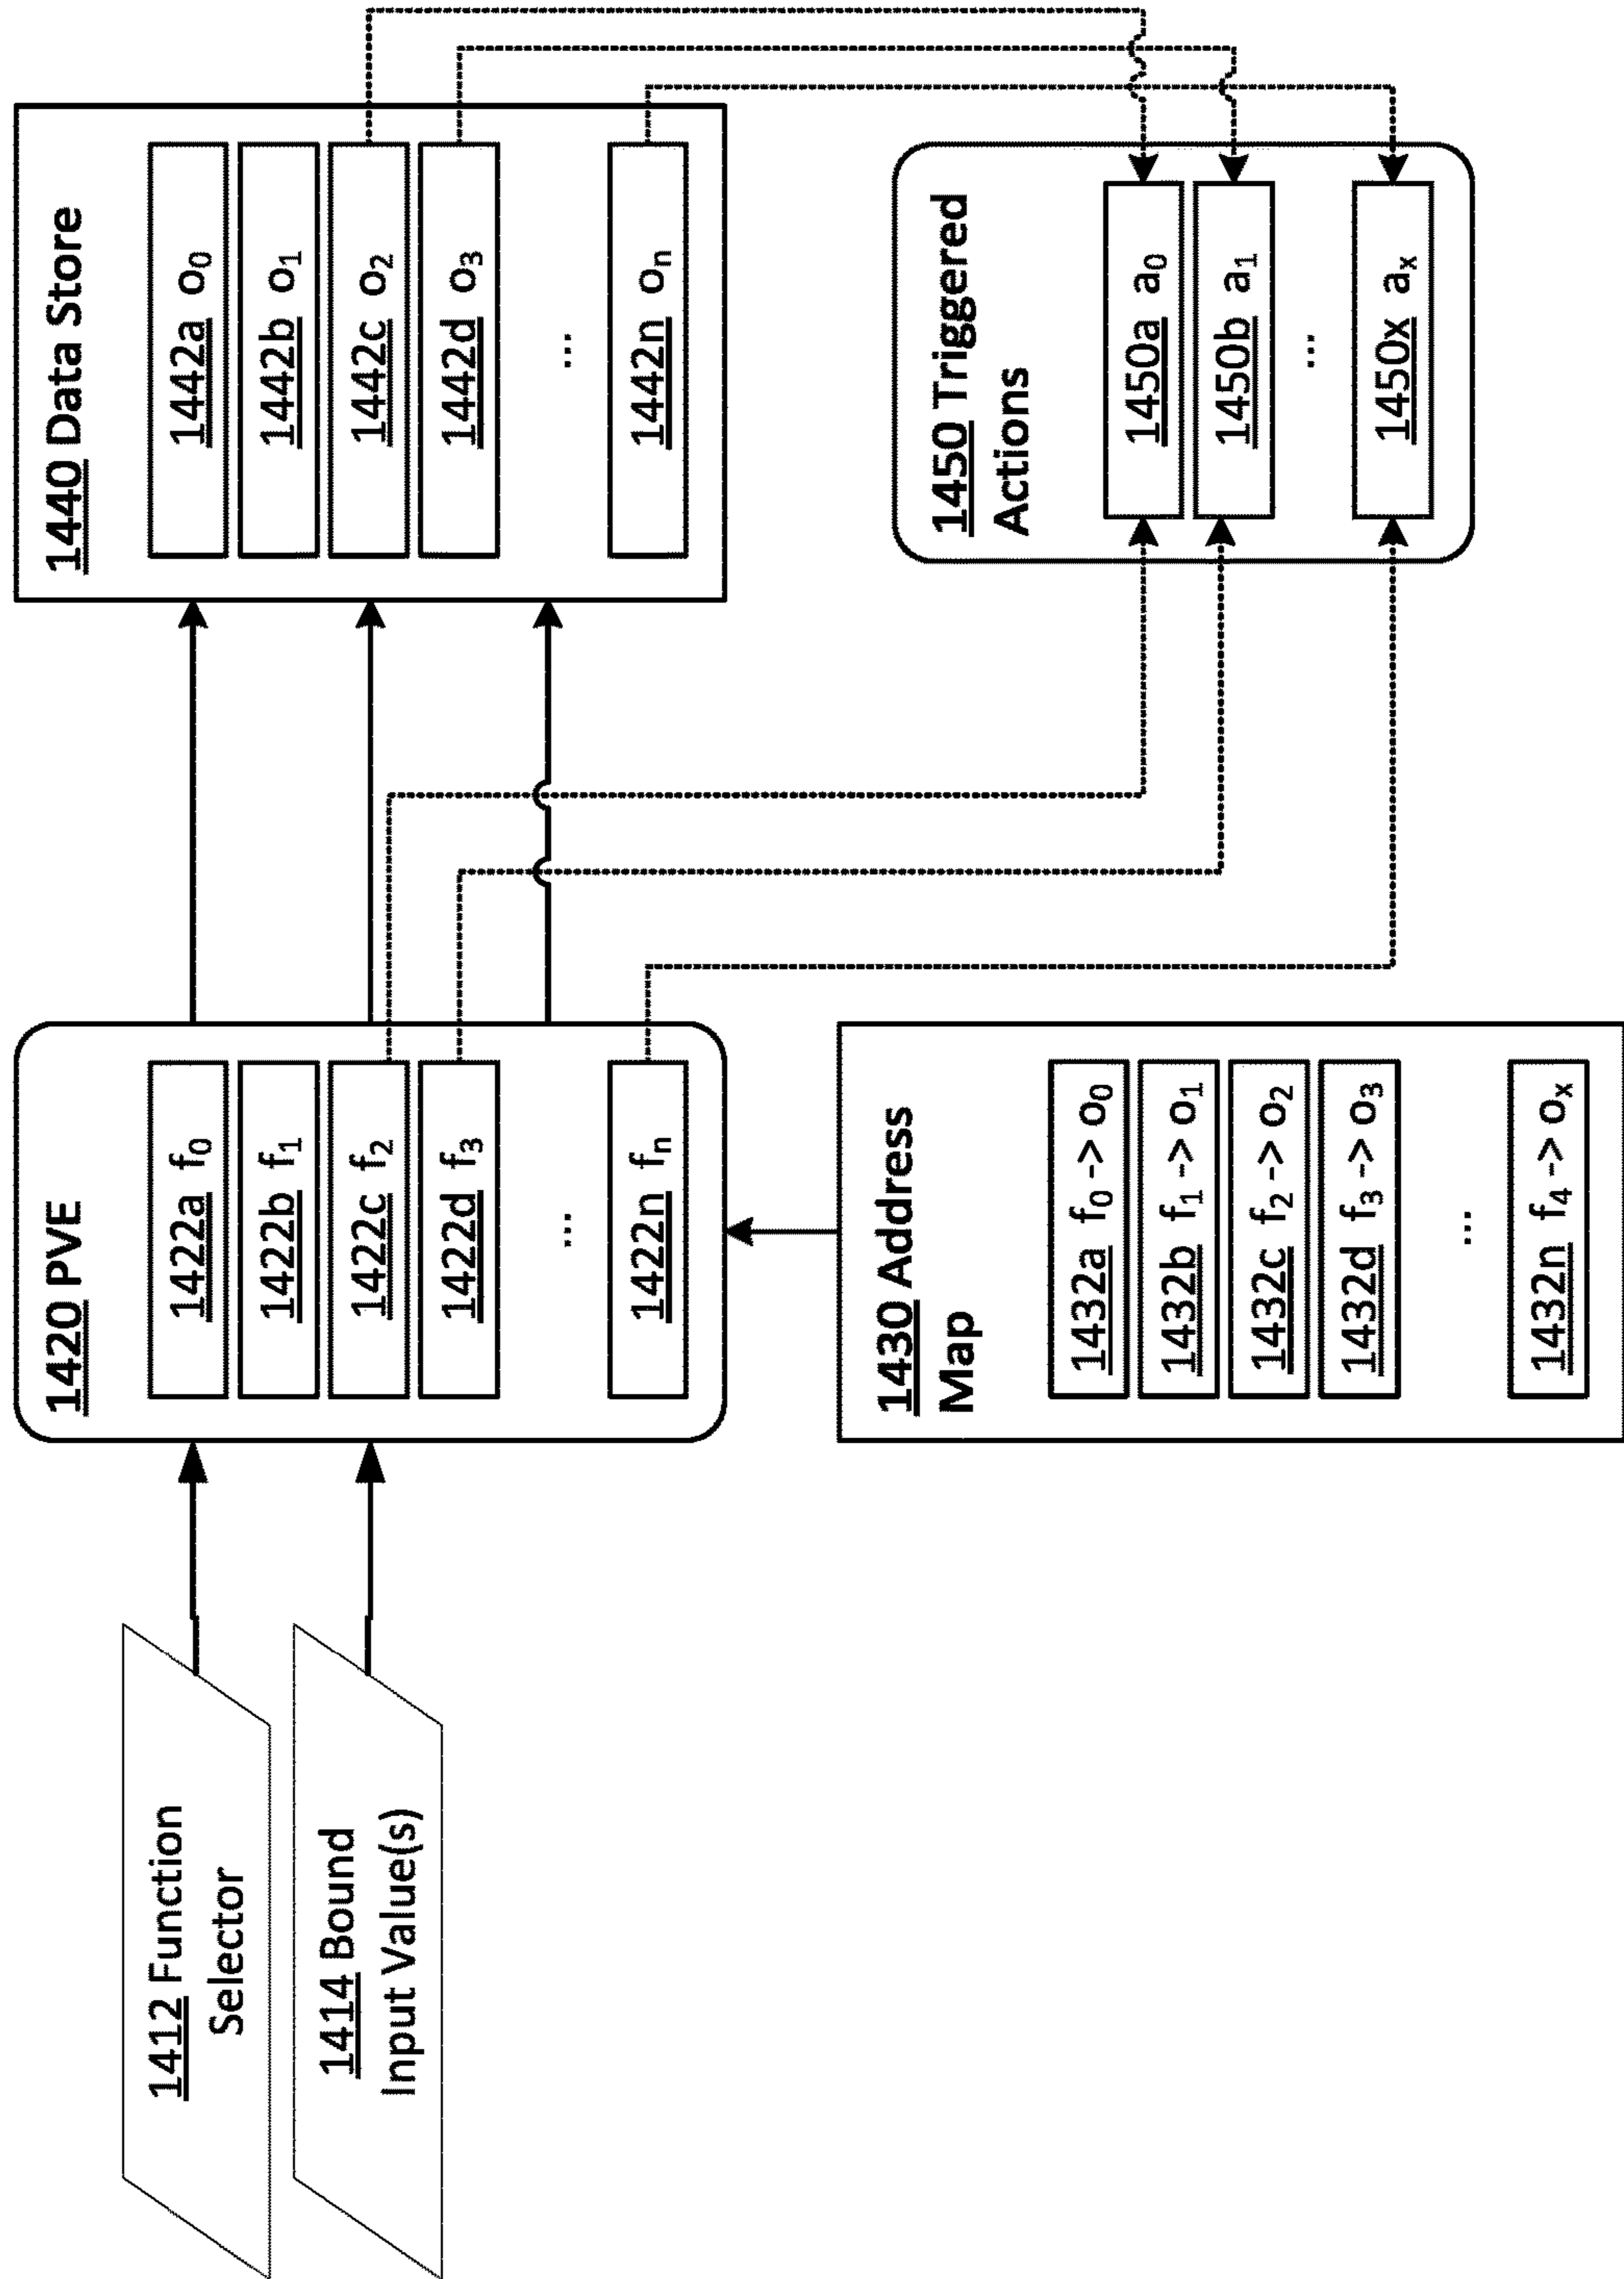 1412 Function
Selector
1414 Bound
Input Value(s)
1420 PVE
1422a f₀
1422b f₁
1422c f₂
1422d f₃
...
1422n fₙ
1430 Address
Map
1432a f₀ -> o₀
1432b f₁ -> o₁
1432c f₂ -> o₂
1432d f₃ -> o₃
...
1432n f₄ -> oₓ
1440 Data Store
1442a o₀
1442b o₁
1442c o₂
1442d o₃
...
1442n oₙ
1450 Triggered
Actions
1450a a₀
1450b a₁
...
1450x aₓ